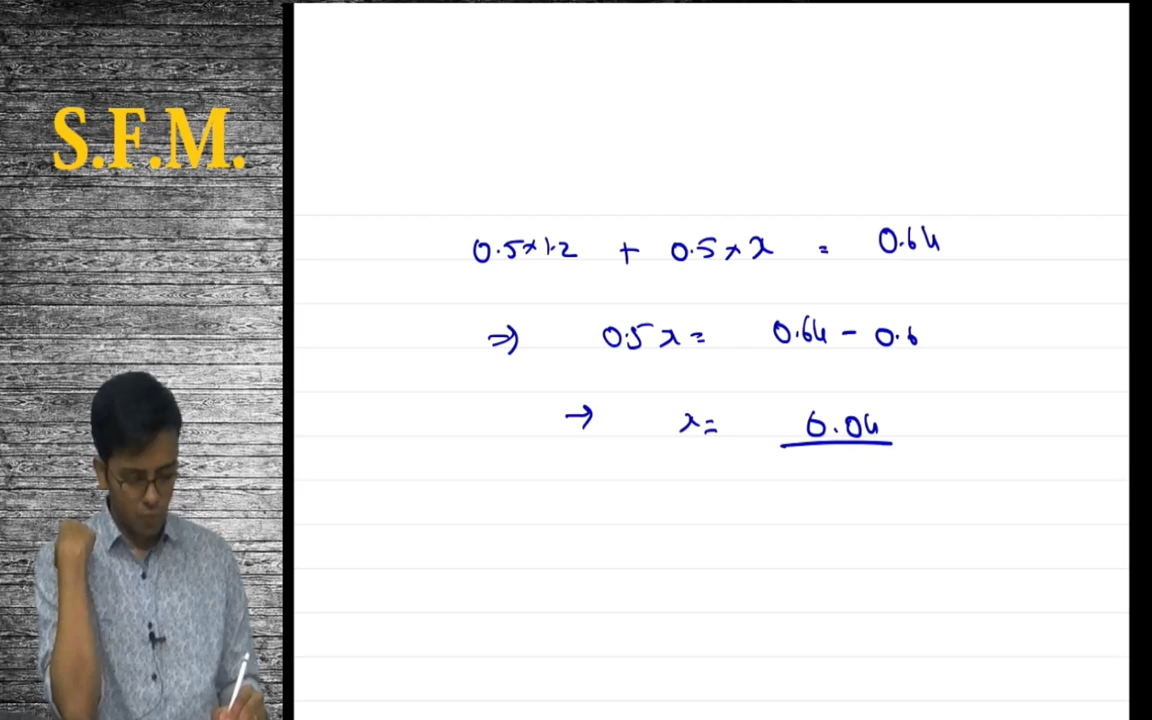 S.F.M.
0.5×1.2 + 0.5×x = 0.64
⇒ 0.5x = 0.64 - 0.6
→ x = 0.04